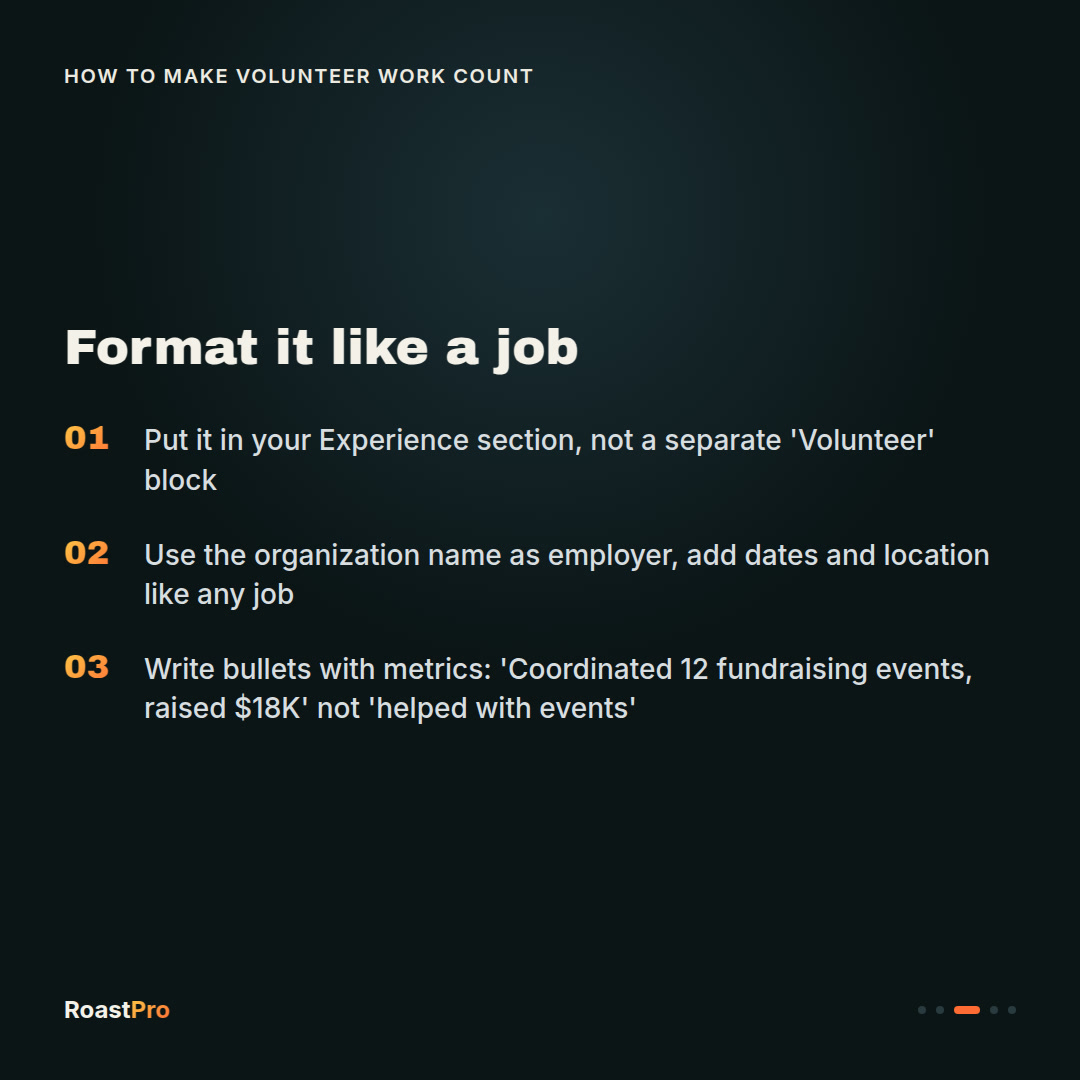 HOW TO MAKE VOLUNTEER WORK COUNT
Format it like a job
01 Put it in your Experience section, not a separate 'Volunteer'
block
02 Use the organization name as employer, add dates and location
like any job
03 Write bullets with metrics: 'Coordinated 12 fundraising events,
raised $18K' not 'helped with events'
RoastPro